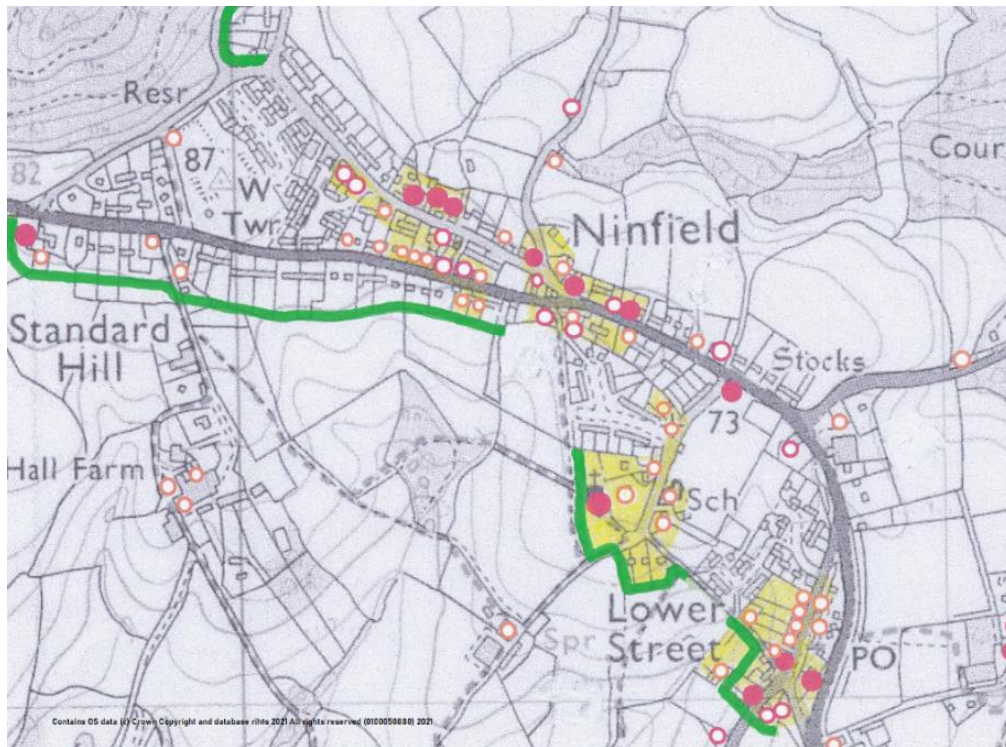 Resr
82
87
W
Twr
Cour
Ninfield
Standard
Hill
Stocks
73
Hall Farm
Sch
Lower
Street
Spr
PO
Contains OS data (c) Crown Copyright and database rihts 2021 All rights reserved (0100050880) 2021